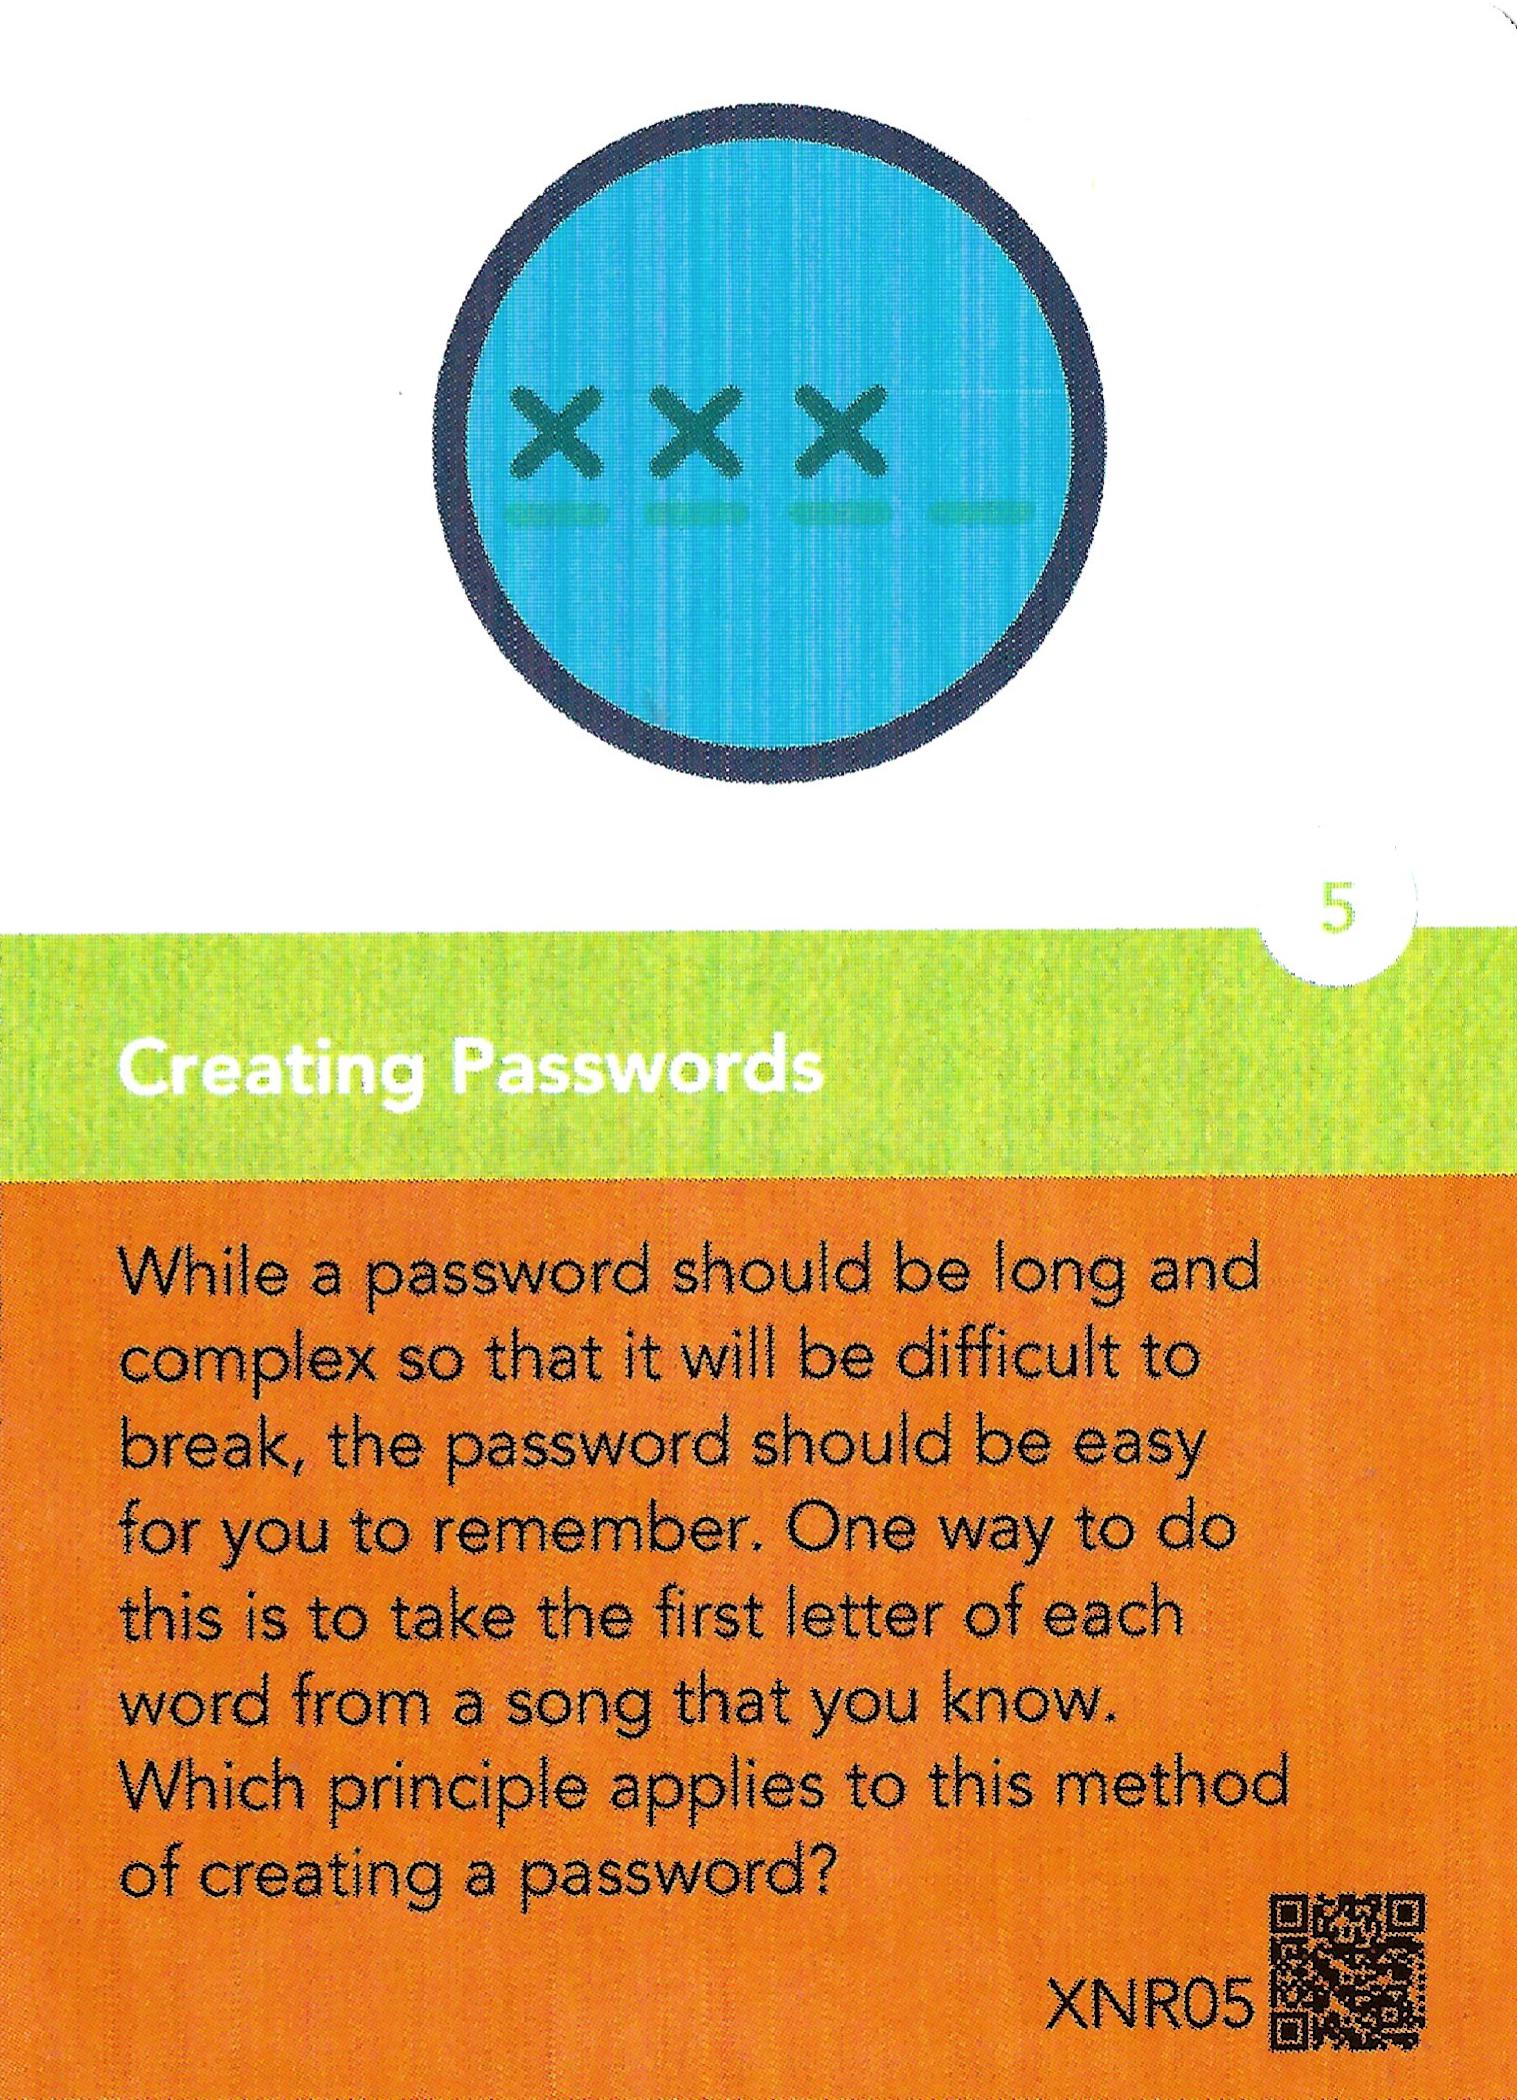 5
Creating Passwords
While a password should be long and
complex so that it will be difficult to
break, the password should be easy
for you to remember. One way to do
this is to take the first letter of each
word from a song that you know.
Which principle applies to this method
of creating a password?
XNR05